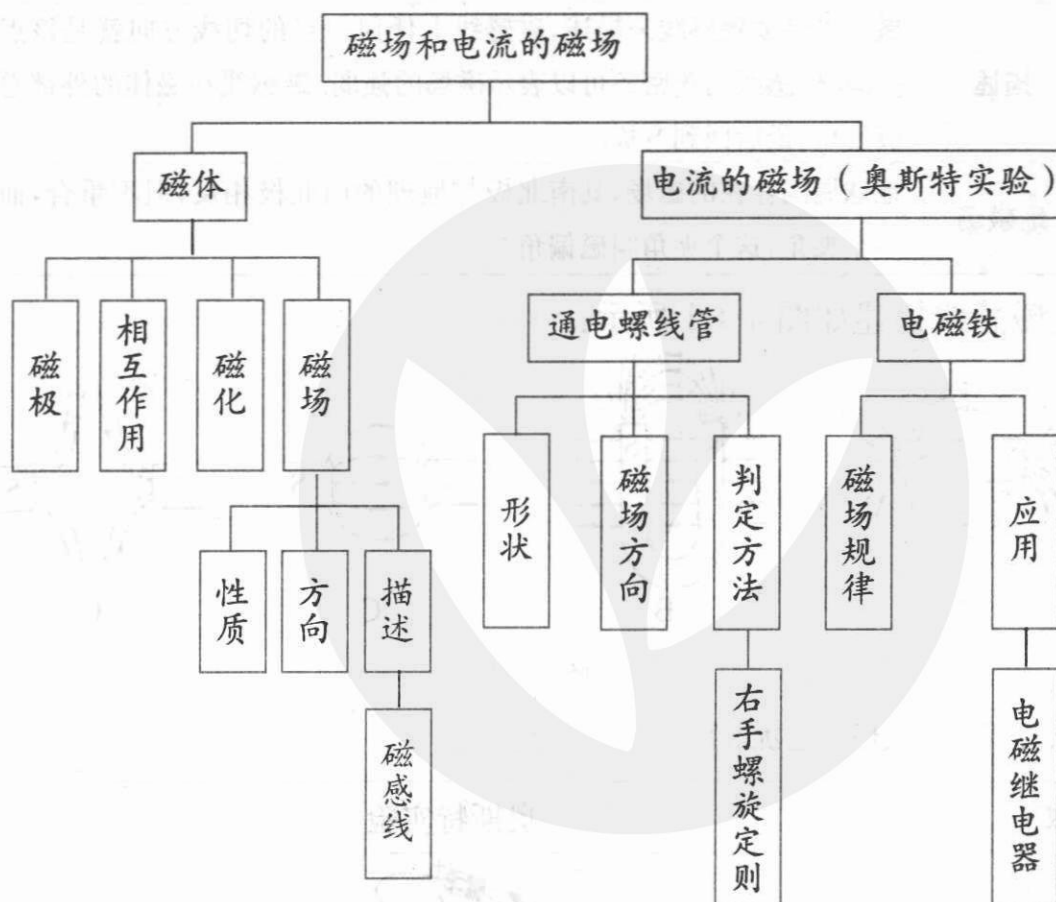 磁场和电流的磁场
磁体
电流的磁场（奥斯特实验）
磁极
相互作用
磁化
磁场
通电螺线管
电磁铁
性质
方向
描述
形状
磁场方向
判定方法
磁场规律
应用
磁感线
右手螺旋定则
电磁继电器